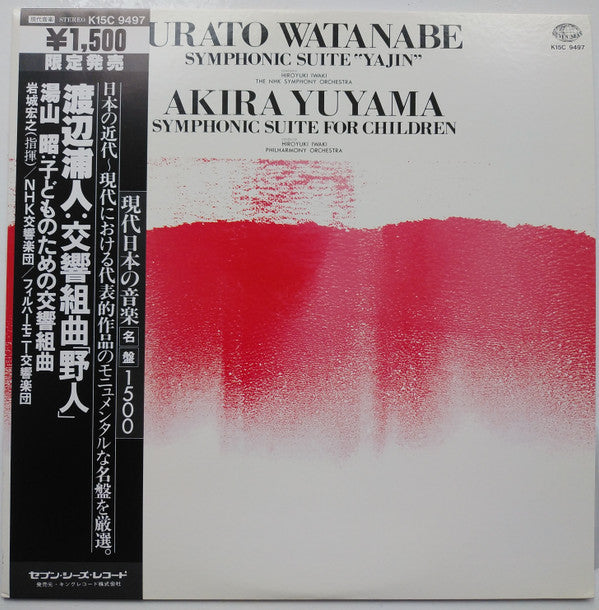 現代音楽 STEREO K15C 9497
¥1,500
限定発売
日本の近代〜現代における代表的作品のモニュメンタルな名盤を厳選。
現代日本の音楽名盤1500
渡辺浦人:交響組曲「野人」
湯山 昭:子どものための交響組曲
岩城宏之(指揮)/NHK交響楽団/フィルハーモニー交響楽団
セブン・シーズ・レコード
発売元・キングレコード株式会社
URATO WATANABE
SYMPHONIC SUITE "YAJIN"
HIROYUKI IWAKI
THE NHK SYMPHONY ORCHESTRA
AKIRA YUYAMA
SYMPHONIC SUITE FOR CHILDREN
HIROYUKI IWAKI
PHILHARMONY ORCHESTRA
SEVEN SEAS
K15C 9497